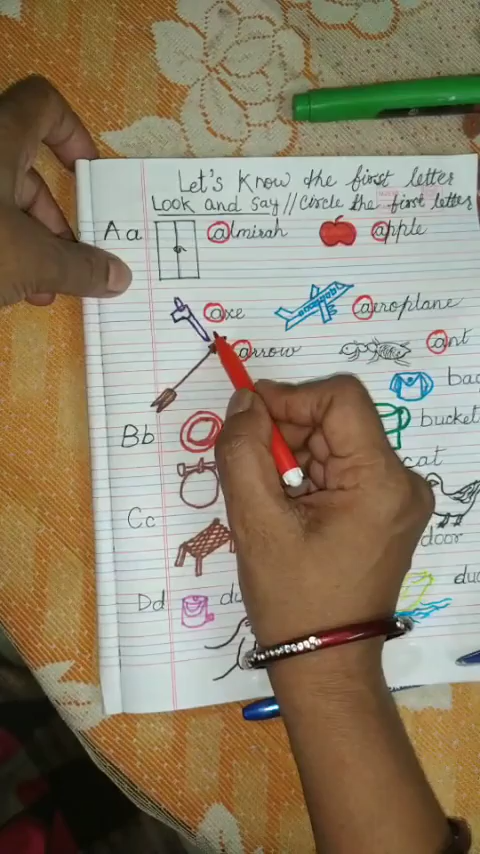 Let's Know the first letter
Look and say // Circle the first letter
Aa almirah apple
axe aeroplane
arrow ant
Bb bucket
Cc cat
door
Dd